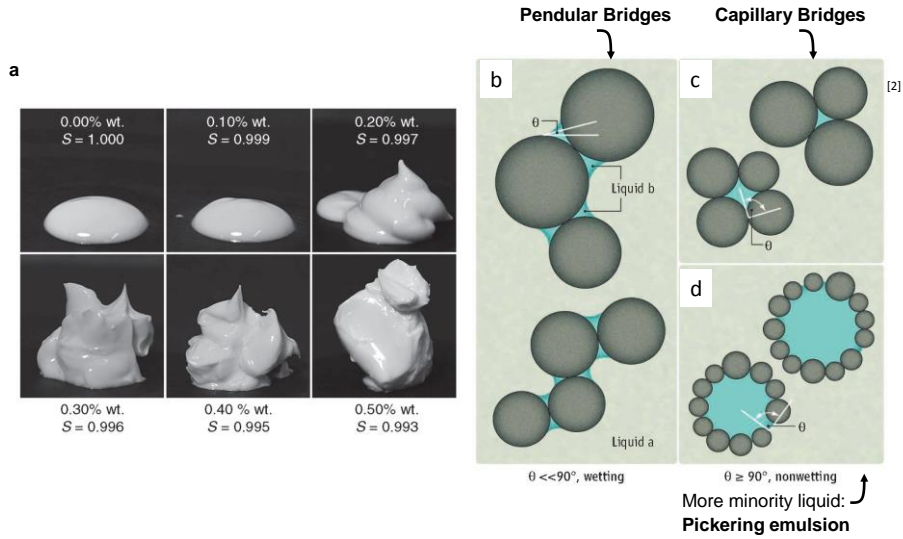 Pendular Bridges
Capillary Bridges
a
0.00% wt.
S = 1.000
0.10% wt.
S = 0.999
0.20% wt.
S = 0.997
0.30% wt.
S = 0.996
0.40 % wt.
S = 0.995
0.50% wt.
S = 0.993
b
θ
Liquid b
Liquid a
θ <<90°, wetting
c
[2]
θ
d
θ
θ ≥ 90°, nonwetting
More minority liquid:
Pickering emulsion